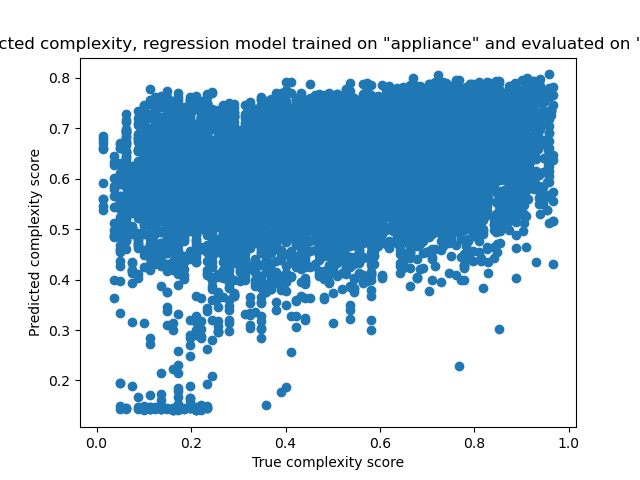 cted complexity, regression model trained on "appliance" and evaluated on "
0.8
0.7
0.6
0.5
0.4
0.3
0.2
Predicted complexity score
0.0 0.2 0.4 0.6 0.8 1.0
True complexity score